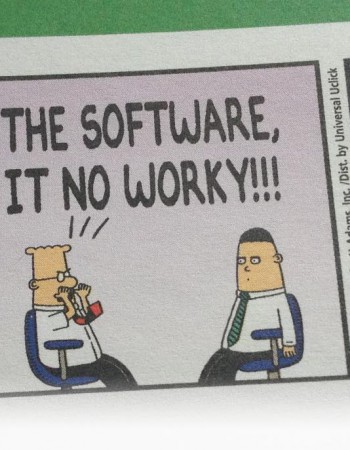 THE SOFTWARE,
IT NO WORKY!!!
Adams, Inc. /Dist. by Universal Uclick